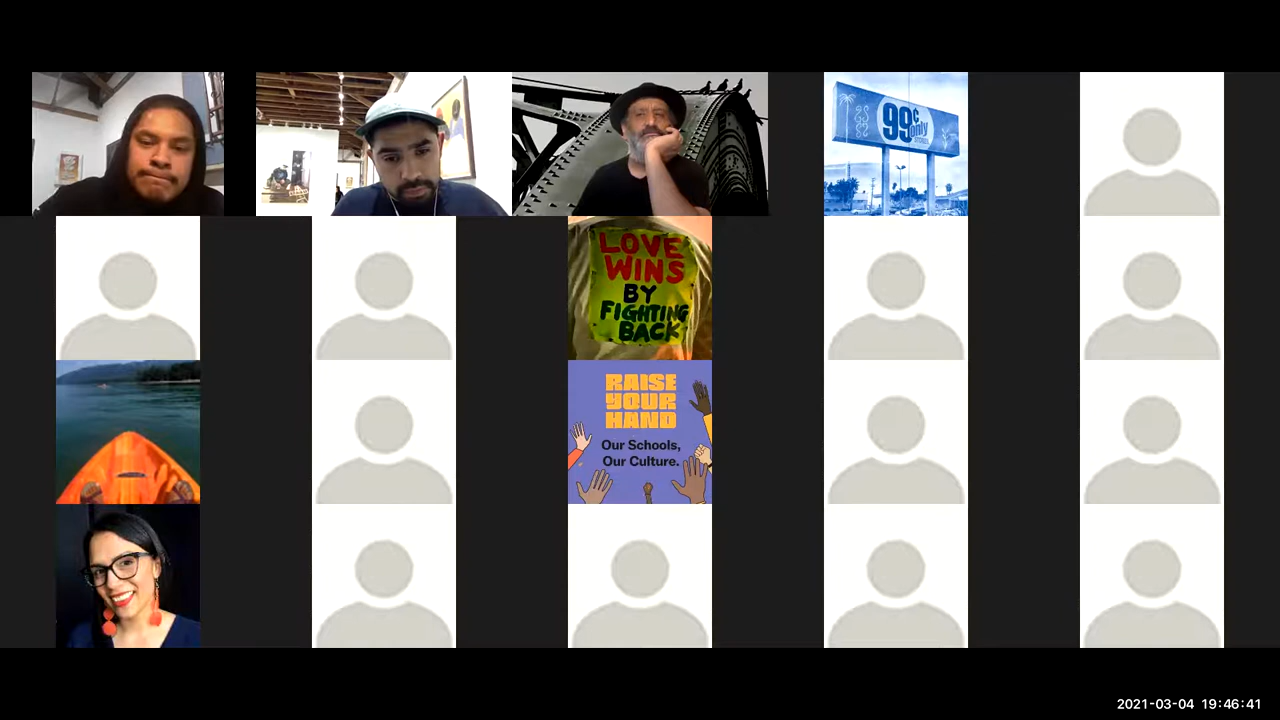 99¢
only
LOVE
WINS
BY
FIGHTING
BACK
RAISE
YOUR
HAND
Our Schools,
Our Culture.
2021-03-04 19:46:41